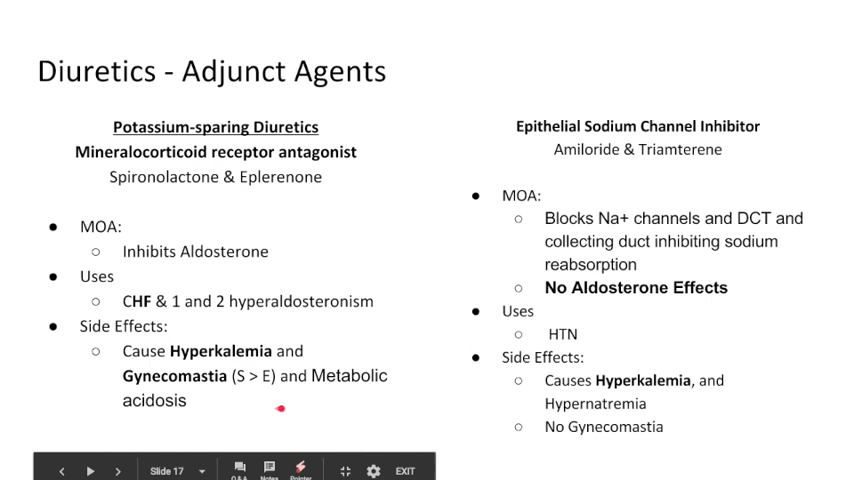 Diuretics - Adjunct Agents
Potassium-sparing Diuretics
Mineralocorticoid receptor antagonist
Spironolactone & Eplerenone
● MOA:
○ Inhibits Aldosterone
● Uses
○ CHF & 1 and 2 hyperaldosteronism
● Side Effects:
○ Cause Hyperkalemia and
Gynecomastia (S > E) and Metabolic
acidosis
Epithelial Sodium Channel Inhibitor
Amiloride & Triamterene
● MOA:
○ Blocks Na+ channels and DCT and
collecting duct inhibiting sodium
reabsorption
○ No Aldosterone Effects
● Uses
○ HTN
● Side Effects:
○ Causes Hyperkalemia, and
Hypernatremia
○ No Gynecomastia
Slide 17
Q&A Notes Pointer
EXIT